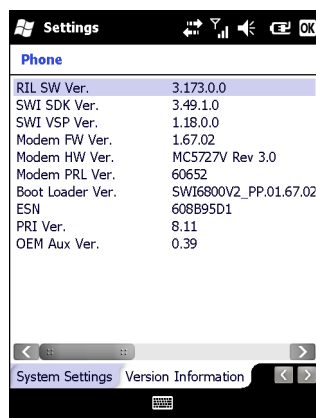 Settings
OK
Phone
RIL SW Ver. 3.173.0.0
SWI SDK Ver. 3.49.1.0
SWI VSP Ver. 1.18.0.0
Modem FW Ver. 1.67.02
Modem HW Ver. MC5727V Rev 3.0
Modem PRL Ver. 60652
Boot Loader Ver. SWI6800V2_PP.01.67.02
ESN 608B95D1
PRI Ver. 8.11
OEM Aux Ver. 0.39
System Settings Version Information